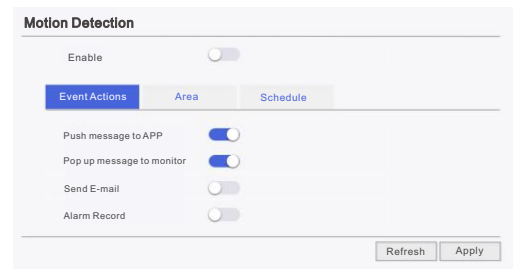 Motion Detection
Enable
Event Actions Area Schedule
Push message to APP
Pop up message to monitor
Send E-mail
Alarm Record
Refresh Apply